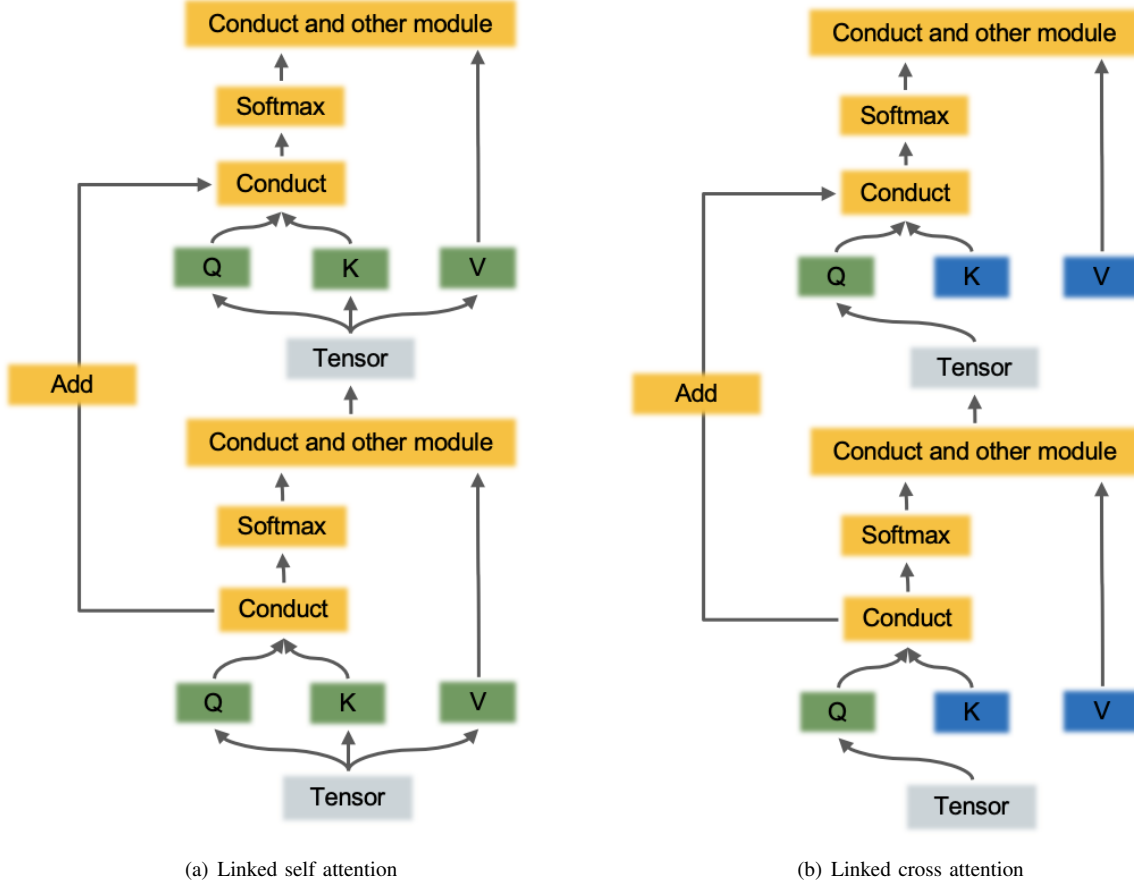 Conduct and other module
Softmax
Conduct
Q K V
Tensor
Add
Conduct and other module
Softmax
Conduct
Q K V
Tensor
(a) Linked self attention
Conduct and other module
Softmax
Conduct
Q K V
Tensor
Add
Conduct and other module
Softmax
Conduct
Q K V
Tensor
(b) Linked cross attention